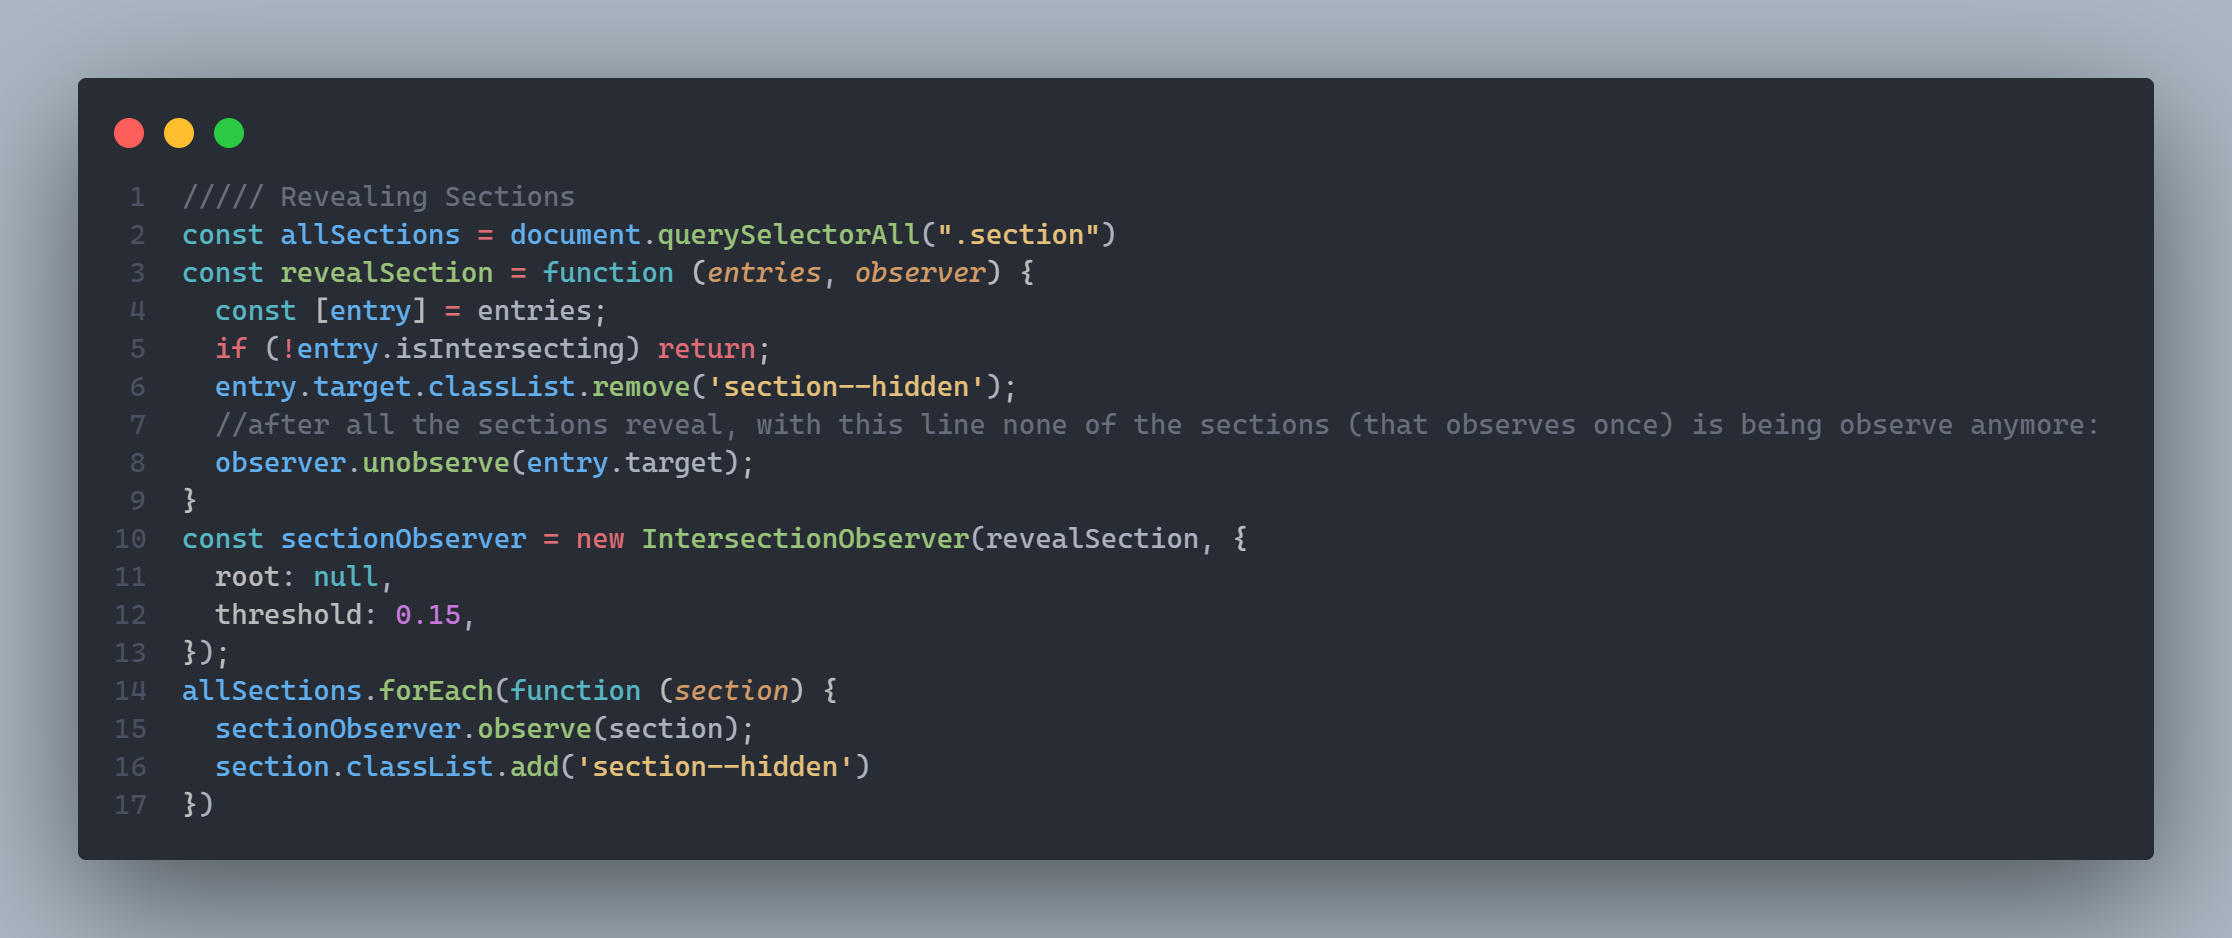 1 ///// Revealing Sections
2 const allSections = document.querySelectorAll(".section")
3 const revealSection = function (entries, observer) {
4   const [entry] = entries;
5   if (!entry.isIntersecting) return;
6   entry.target.classList.remove('section--hidden');
7   //after all the sections reveal, with this line none of the sections (that observes once) is being observe anymore:
8   observer.unobserve(entry.target);
9 }
10 const sectionObserver = new IntersectionObserver(revealSection, {
11   root: null,
12   threshold: 0.15,
13 });
14 allSections.forEach(function (section) {
15   sectionObserver.observe(section);
16   section.classList.add('section--hidden')
17 })